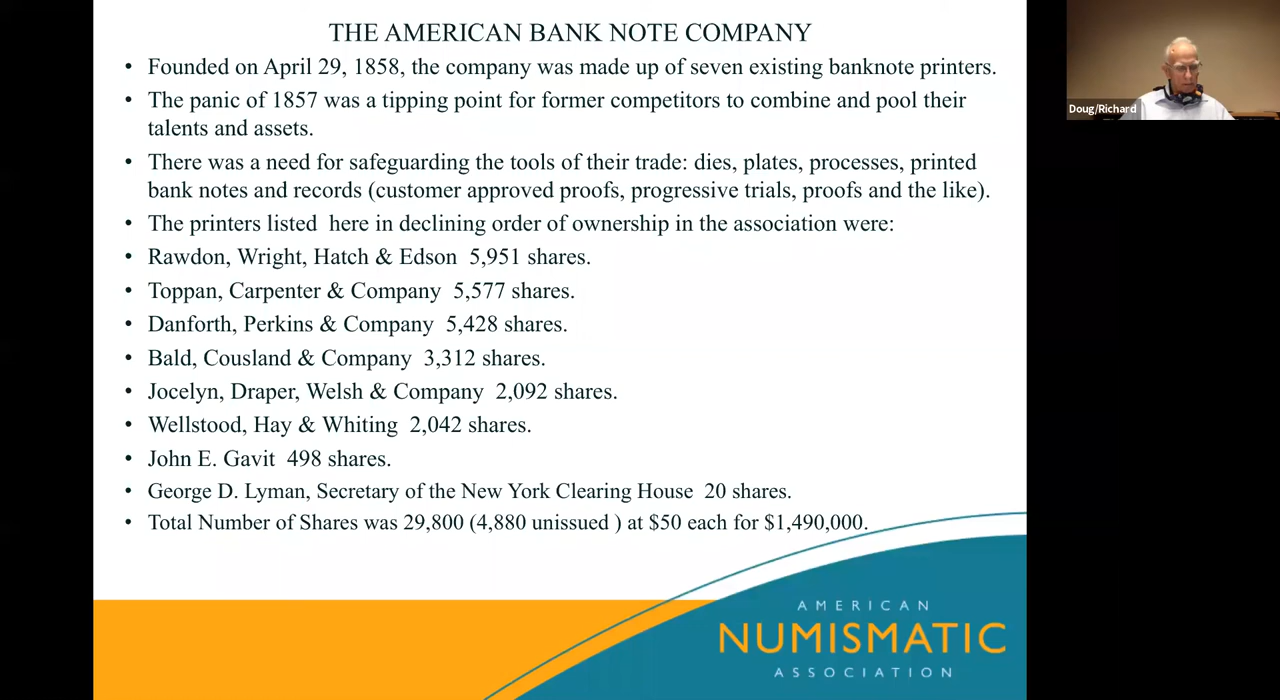 THE AMERICAN BANK NOTE COMPANY
• Founded on April 29, 1858, the company was made up of seven existing banknote printers.
• The panic of 1857 was a tipping point for former competitors to combine and pool their
talents and assets.
• There was a need for safeguarding the tools of their trade: dies, plates, processes, printed
bank notes and records (customer approved proofs, progressive trials, proofs and the like).
• The printers listed  here in declining order of ownership in the association were:
• Rawdon, Wright, Hatch & Edson  5,951 shares.
• Toppan, Carpenter & Company  5,577 shares.
• Danforth, Perkins & Company  5,428 shares.
• Bald, Cousland & Company  3,312 shares.
• Jocelyn, Draper, Welsh & Company  2,092 shares.
• Wellstood, Hay & Whiting  2,042 shares.
• John E. Gavit  498 shares.
• George D. Lyman, Secretary of the New York Clearing House  20 shares.
• Total Number of Shares was 29,800 (4,880 unissued ) at $50 each for $1,490,000.
AMERICAN
NUMISMATIC
ASSOCIATION
Doug/Richard